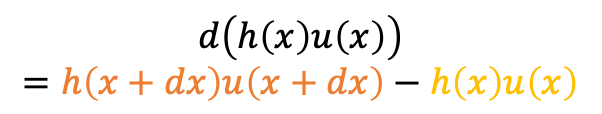 d(h(x)u(x))
= h(x + dx)u(x + dx) − h(x)u(x)